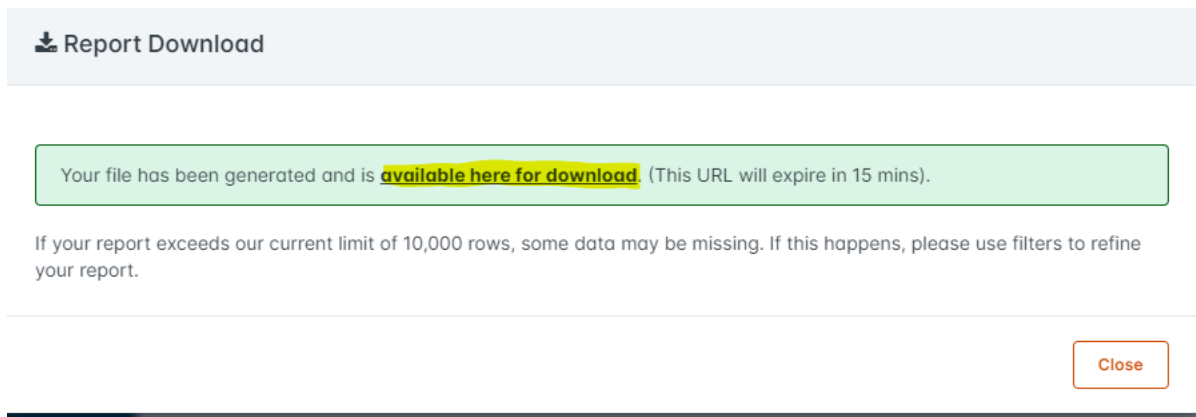 Report Download
Your file has been generated and is available here for download. (This URL will expire in 15 mins).
If your report exceeds our current limit of 10,000 rows, some data may be missing. If this happens, please use filters to refine
your report.
Close